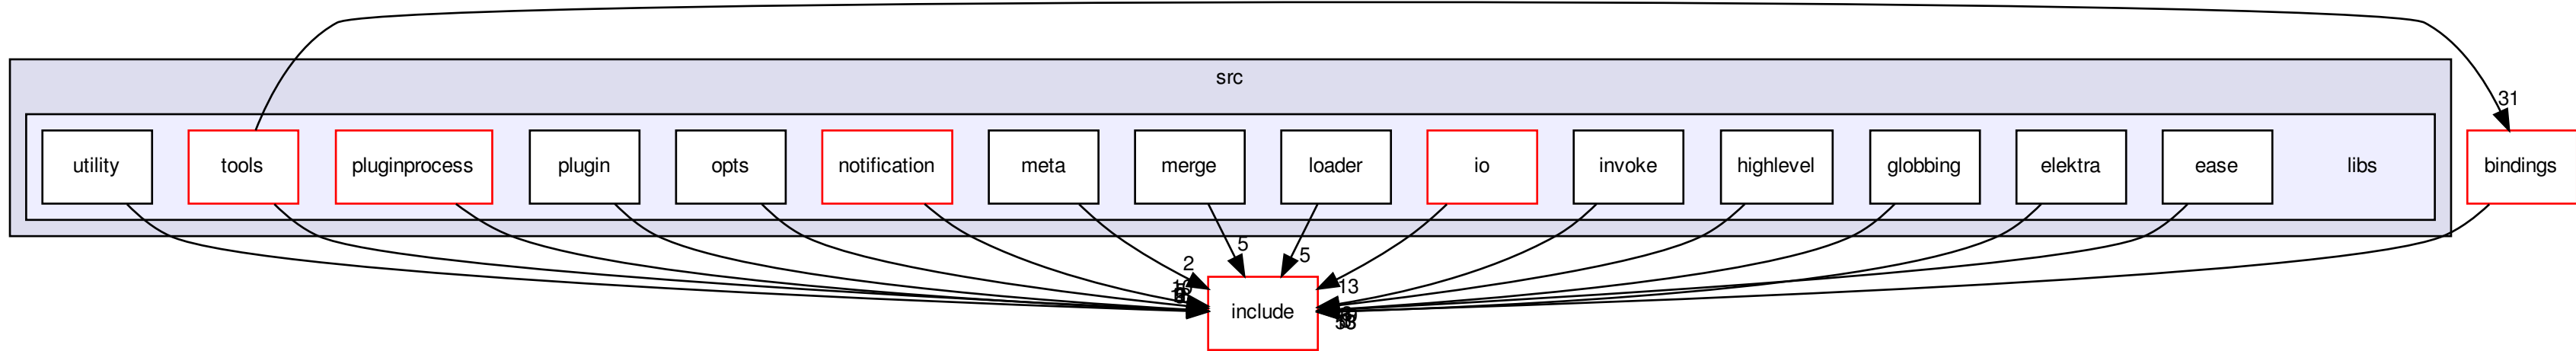 31
src
utility
tools
pluginprocess
plugin
opts
notification
meta
merge
loader
io
invoke
highlevel
globbing
elektra
ease
libs
bindings
5
5
2
13
include